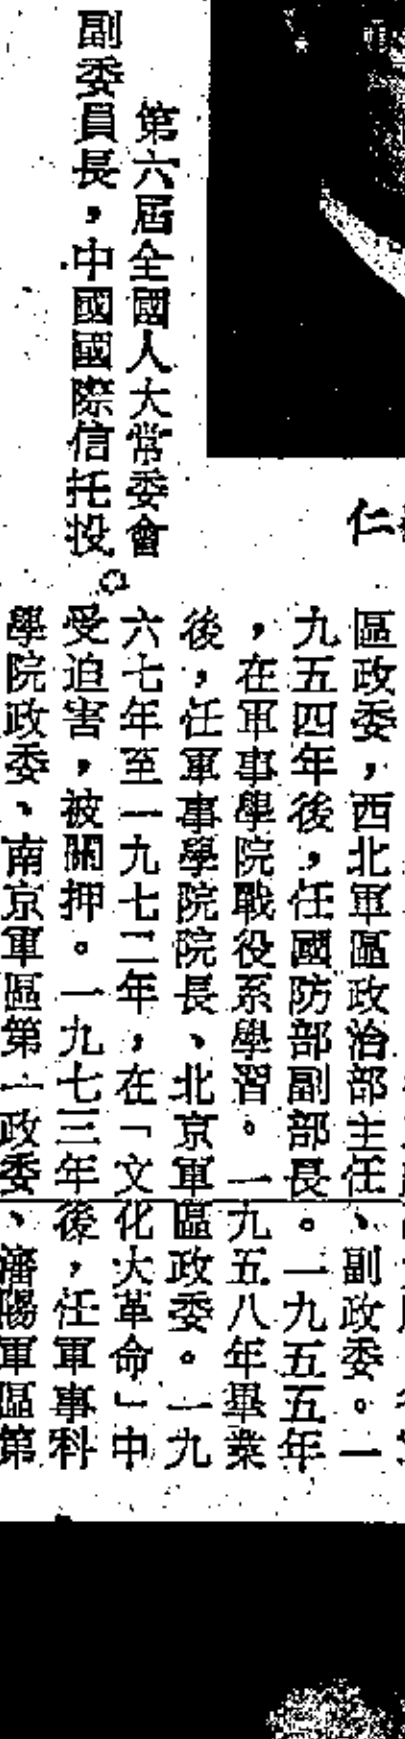 第六屆全國人大常委會
副委員長，中國國際信托投
仁
區政委，西北軍區政治部主任、副政委。一
九五四年後，任國防部副部長。一九五五年
，在軍事學院戰役系學習。一九五八年畢業
後，任軍事學院院長、北京軍區政委。一九
六七年至一九七二年，在「文化大革命」中
受迫害，被關押。一九七三年後，任軍事科
學院政委、南京軍區第一政委、瀋陽軍區第